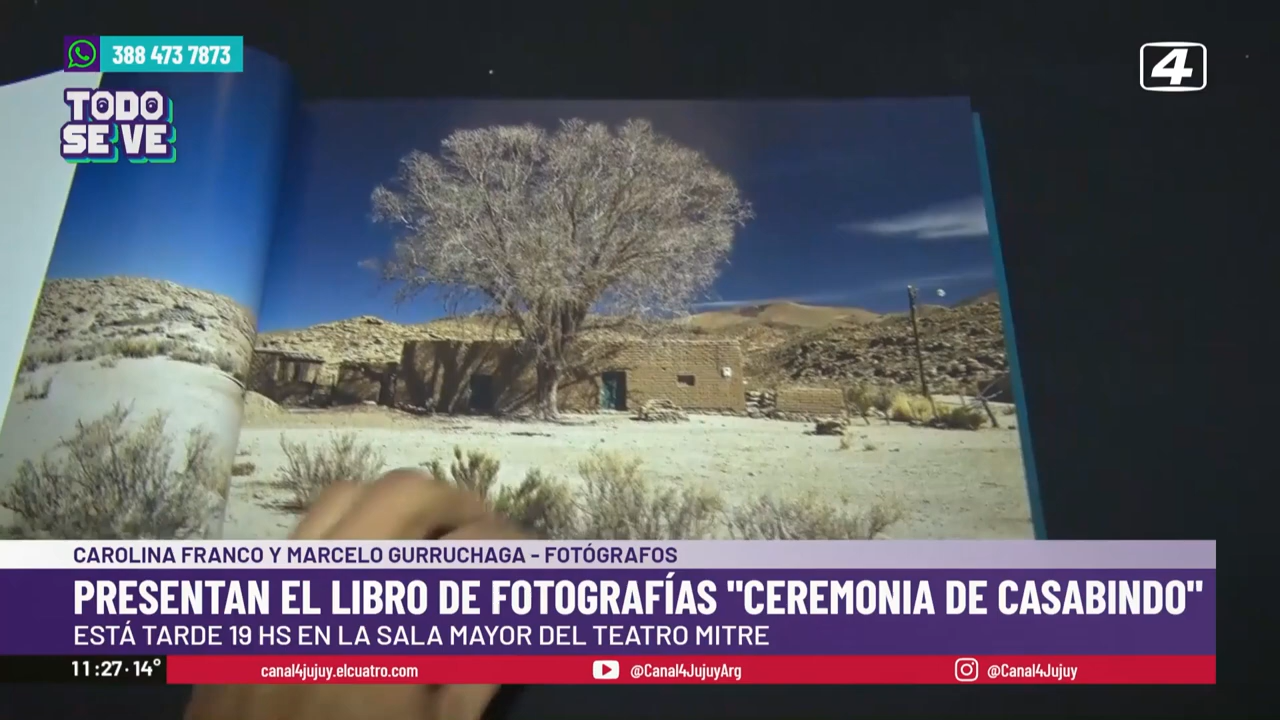 388 473 7873
4
TODO
SE VE
CAROLINA FRANCO Y MARCELO GURRUCHAGA - FOTÓGRAFOS
PRESENTAN EL LIBRO DE FOTOGRAFÍAS "CEREMONIA DE CASABINDO"
ESTÁ TARDE 19 HS EN LA SALA MAYOR DEL TEATRO MITRE
11:27 · 14° canal4jujuy.elcuatro.com @Canal4JujuyArg @Canal4Jujuy